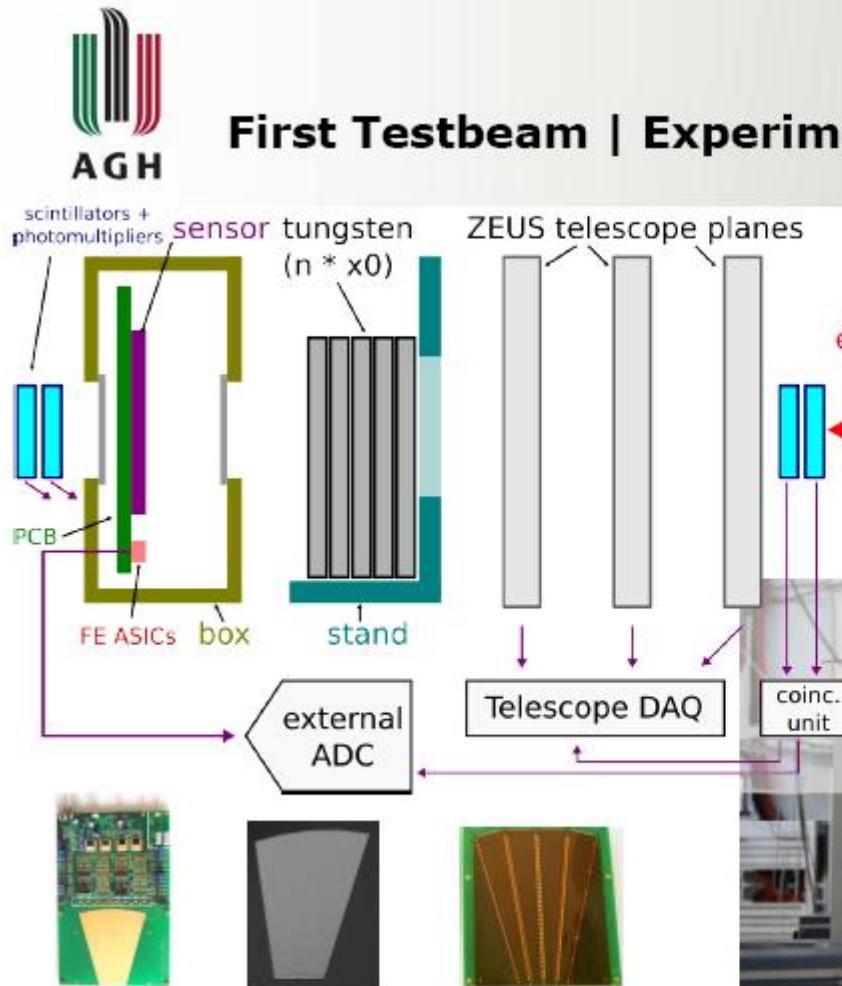 AGH
First Testbeam | Experim
scintillators +
photomultipliers
sensor
tungsten
(n * x0)
ZEUS telescope planes
e
PCB
FE ASICs
box
stand
external
ADC
Telescope DAQ
coinc.
unit